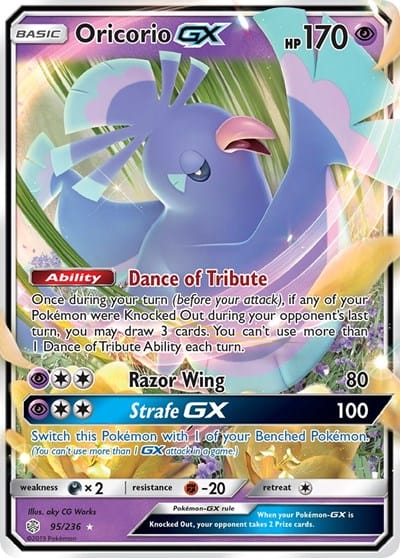 BASIC Oricorio GX HP 170
Ability Dance of Tribute
Once during your turn (before your attack), if any of your
Pokémon were Knocked Out during your opponent's last
turn, you may draw 3 cards. You can't use more than
1 Dance of Tribute Ability each turn.
Razor Wing 80
Strafe GX 100
Switch this Pokémon with 1 of your Benched Pokémon.
(You can't use more than 1 GX attack in a game.)
weakness ×2 resistance -20 retreat
Illus. aky CG Works
95/236
©2019 Pokémon
Pokémon-GX rule
When your Pokémon-GX is
Knocked Out, your opponent takes 2 Prize cards.